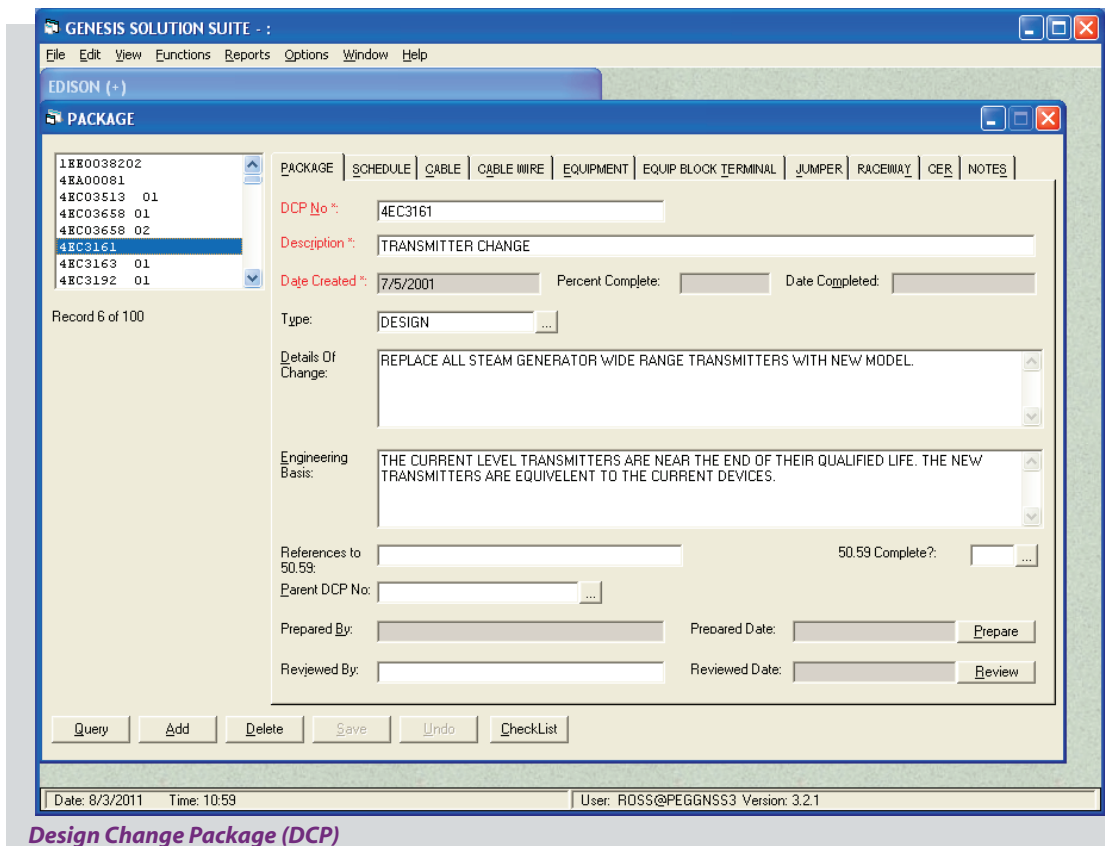 GENESIS SOLUTION SUITE - :
File Edit View Functions Reports Options Window Help
EDISON (+)
PACKAGE
1EE0038202
4EA00081
4EC03513 01
4EC03658 01
4EC03658 02
4EC3161
4EC3163 01
4EC3192 01
Record 6 of 100
PACKAGE SCHEDULE CABLE CABLE WIRE EQUIPMENT EQUIP BLOCK TERMINAL JUMPER RACEWAY CER NOTES
DCP No *: 4EC3161
Description *: TRANSMITTER CHANGE
Date Created *: 7/5/2001 Percent Complete: Date Completed:
Type: DESIGN ...
Details Of
Change:
REPLACE ALL STEAM GENERATOR WIDE RANGE TRANSMITTERS WITH NEW MODEL.
Engineering
Basis:
THE CURRENT LEVEL TRANSMITTERS ARE NEAR THE END OF THEIR QUALIFIED LIFE. THE NEW
TRANSMITTERS ARE EQUIVELENT TO THE CURRENT DEVICES.
References to
50.59:
50.59 Complete?: ...
Parent DCP No: ...
Prepared By: Prepared Date: Prepare
Reviewed By: Reviewed Date: Review
Query Add Delete Save Undo CheckList
Date: 8/3/2011 Time: 10:59 User: ROSS@PEGGNSS3 Version: 3.2.1
Design Change Package (DCP)